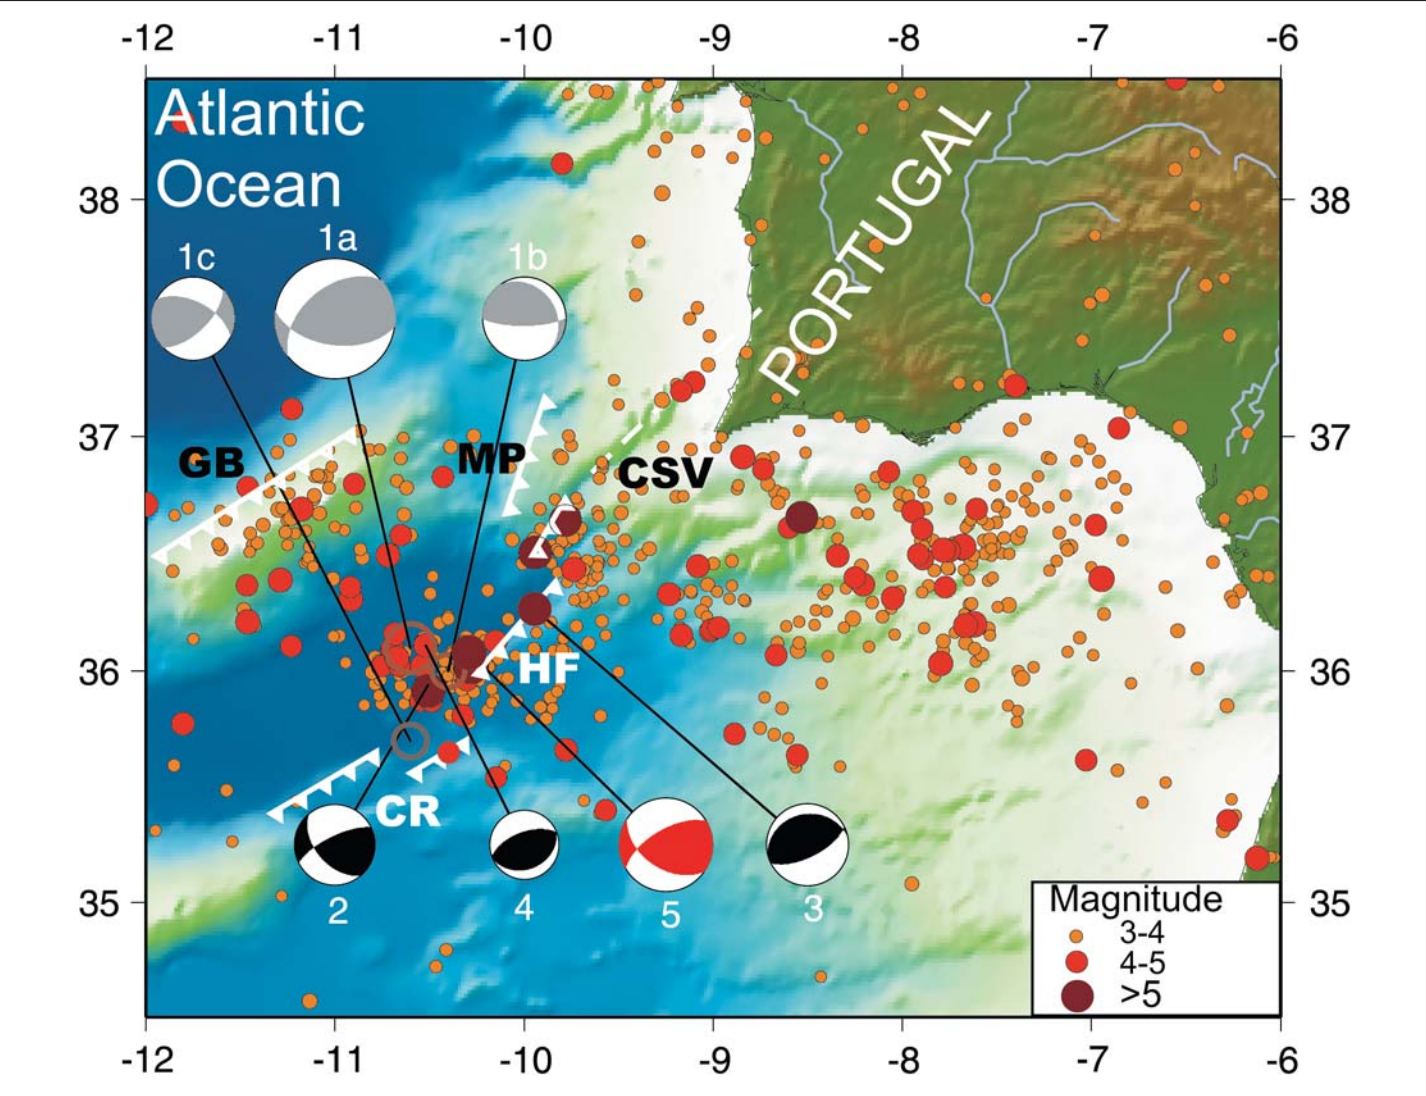 -12 -11 -10 -9 -8 -7 -6
Atlantic
Ocean
PORTUGAL
38 38
1c 1a 1b
37 37
GB MP CSV
36 36
HF
CR
2 4 5 3
35 35
Magnitude
3-4
4-5
>5
-12 -11 -10 -9 -8 -7 -6